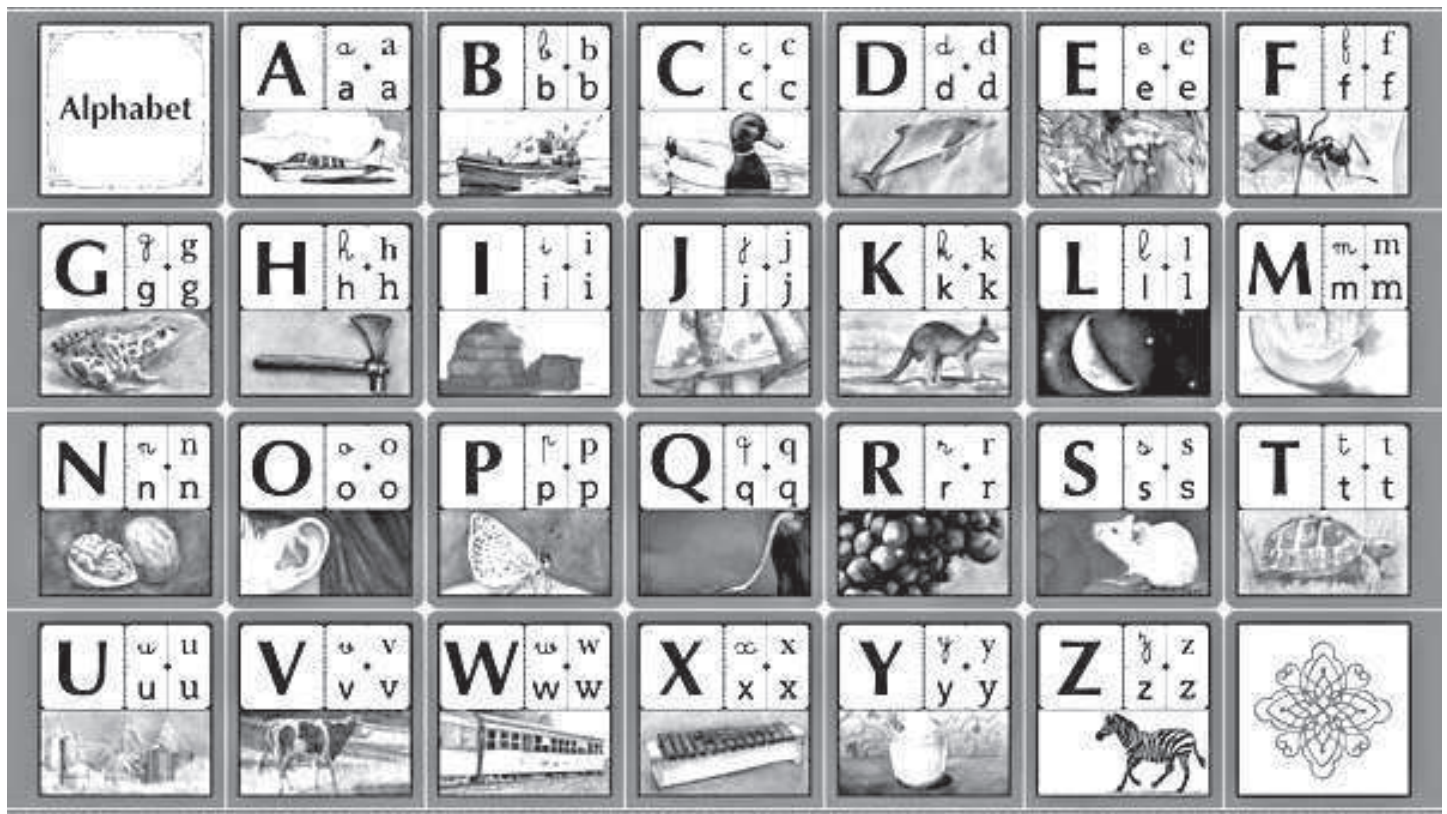 Alphabet
A a a a a
B b b b b
C c c c c
D d d d d
E e e e e
F f f f f
G g g g g
H h h h h
I i i i i
J j j j j
K k k k k
L l l l l
M m m m m
N n n n n
O o o o o
P p p p p
Q q q q q
R r r r r
S s s s s
T t t t t
U u u u u
V v v v v
W w w w w
X x x x x
Y y y y y
Z z z z z